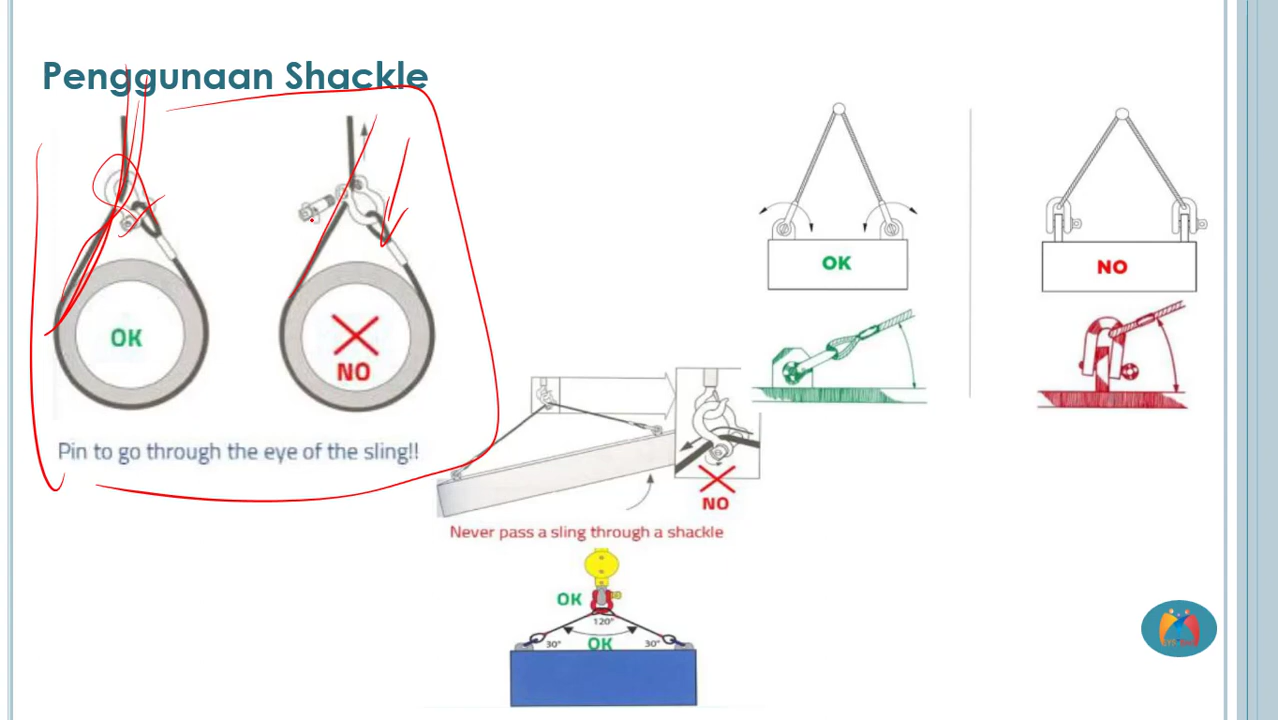 Penggunaan Shackle
OK
NO
Pin to go through the eye of the sling!!
OK
NO
NO
Never pass a sling through a shackle
OK
120°
30°
OK
30°